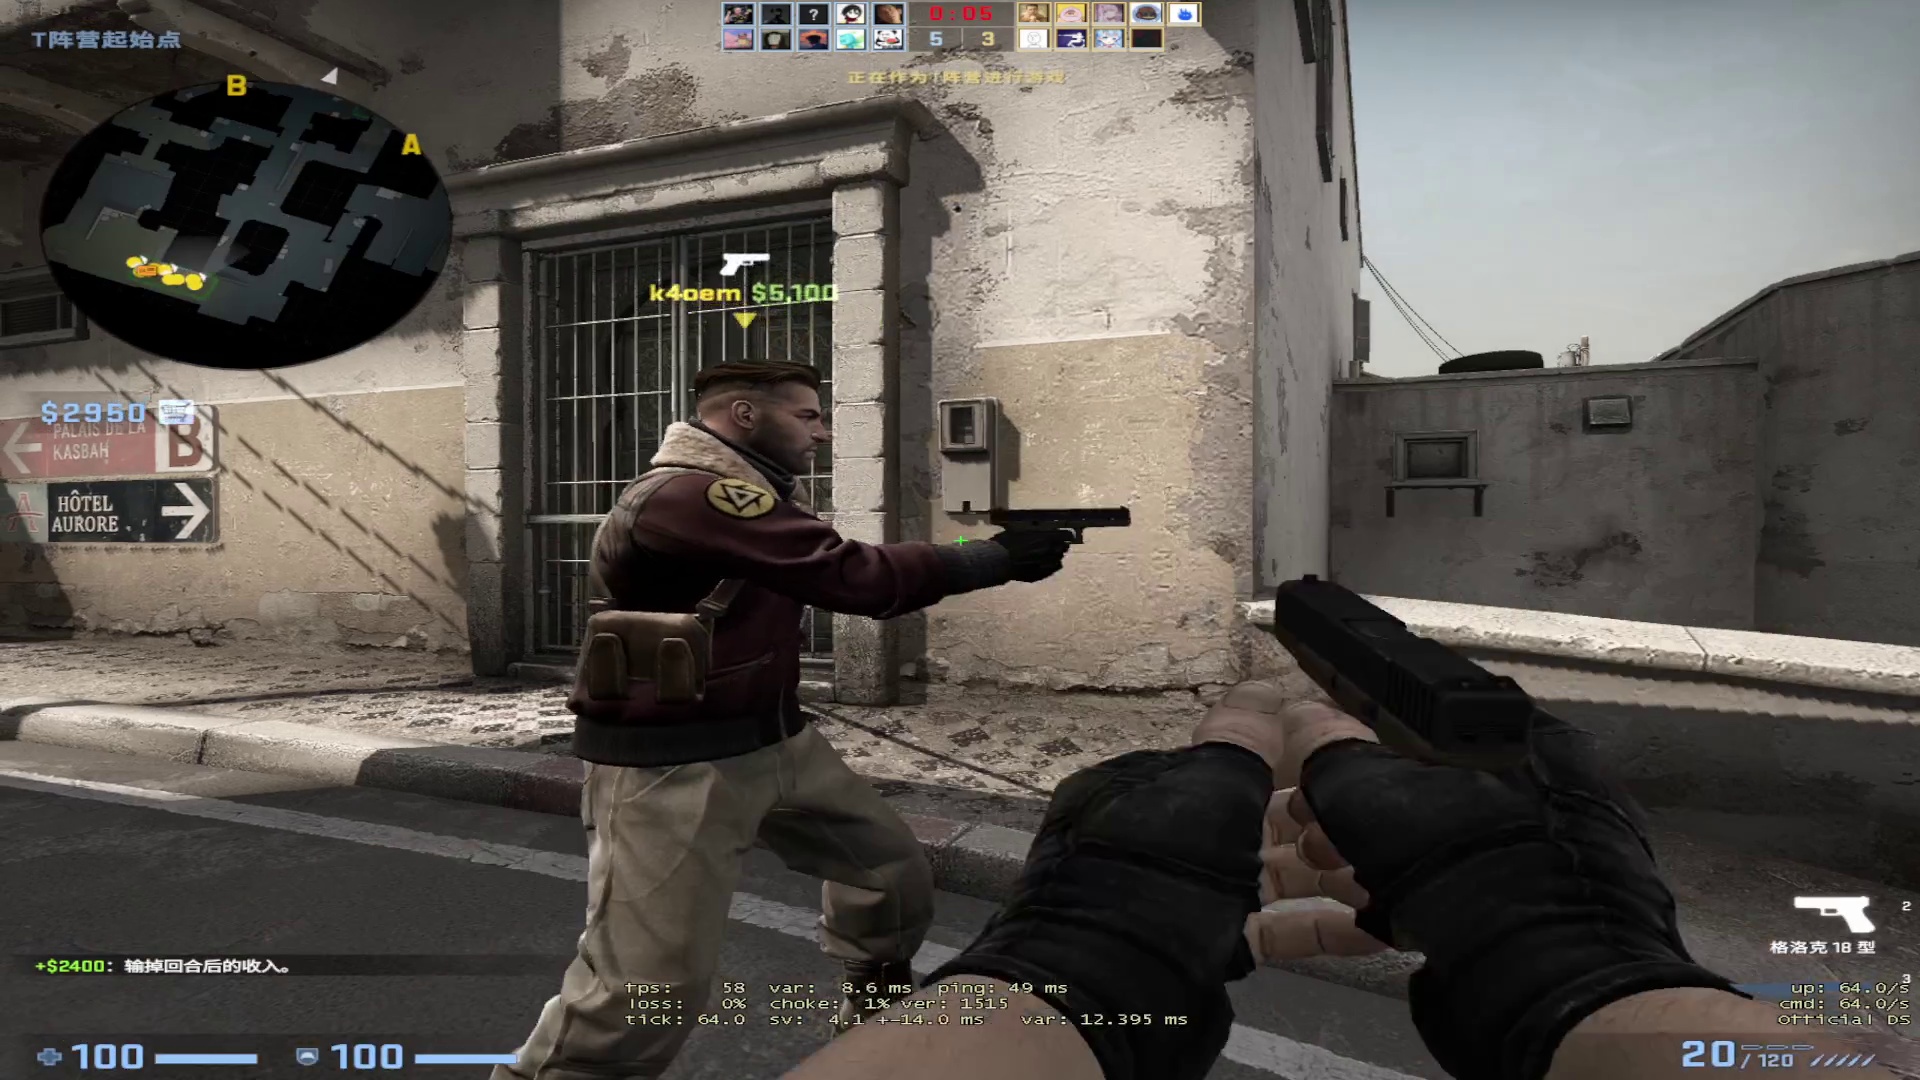 T阵营起始点
0:05
?
5
3
正在作为T阵营进行游戏
B
A
k4oem $5,100
$2950
PALAIS DE LA
KASBAH
B
HÔTEL
AURORE
A
2
格洛克 18 型
3
+$2400：输掉回合后的收入。
fps: 58 var: 8.6 ms ping: 49 ms
loss: 0% choke: 1% ver: 1515
tick: 64.0 sv: 4.1 +-14.0 ms var: 12.395 ms
up: 64.0/s
cmd: 64.0/s
Official DS
100
100
20/120